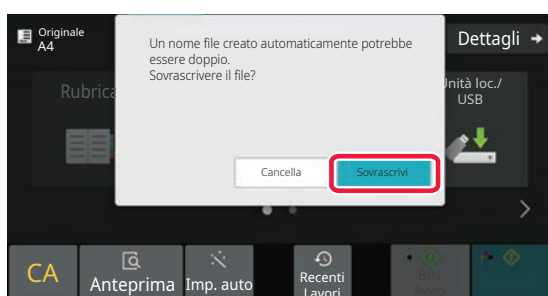 Originale
A4
Un nome file creato automaticamente potrebbe
essere doppio.
Sovrascrivere il file?
Dettagli
Rubrica
Unità loc./
USB
Cancella
Sovrascrivi
CA
Anteprima
Imp. auto
Recenti
Lavori
B/N
Avvio